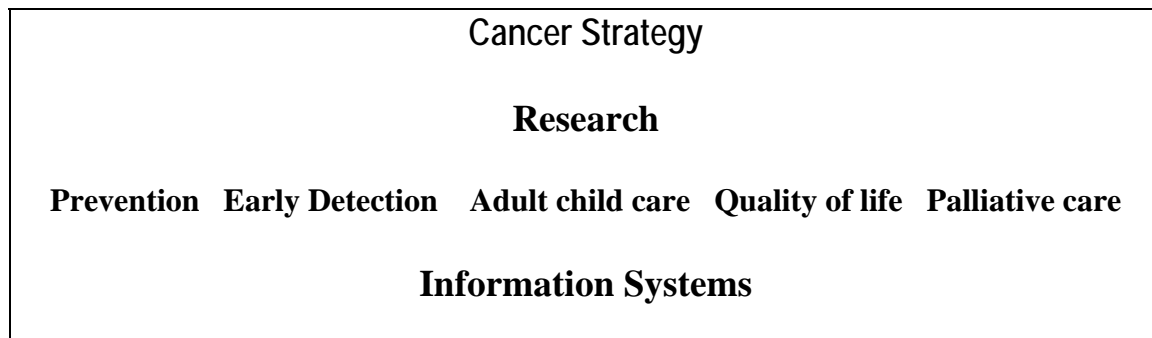 Cancer Strategy
Research
Prevention Early Detection Adult child care Quality of life Palliative care
Information Systems